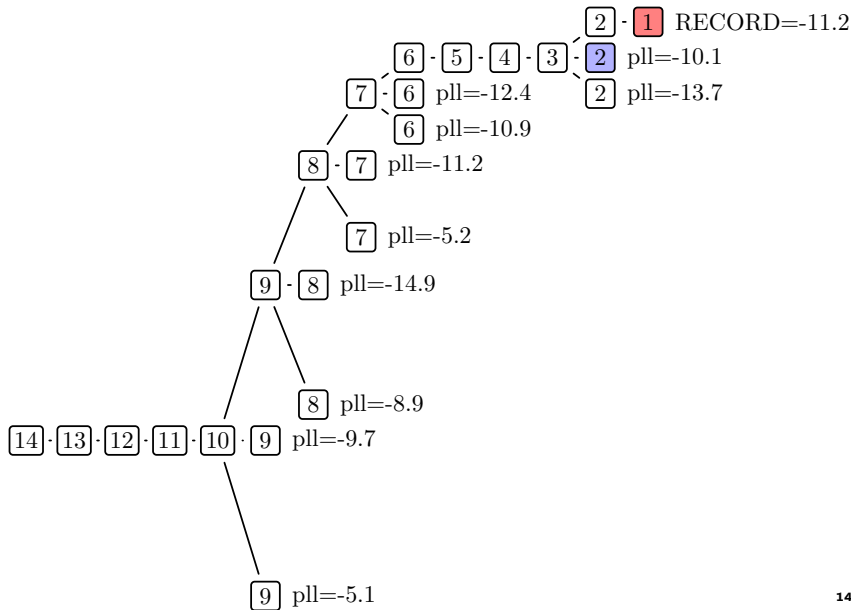 2 1 RECORD=-11.2
6 5 4 3 2 pll=-10.1
7 6 pll=-12.4
2 pll=-13.7
6 pll=-10.9
8 7 pll=-11.2
7 pll=-5.2
9 8 pll=-14.9
8 pll=-8.9
14 13 12 11 10 9 pll=-9.7
9 pll=-5.1
14